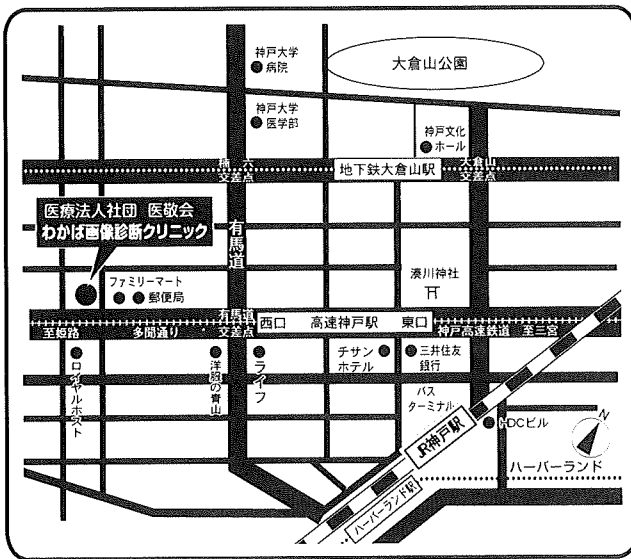 神戸大学
病院
大倉山公園
神戸大学
医学部
神戸文化
ホール
楠六
交差点
地下鉄大倉山駅
大倉山
交差点
医療法人社団 医敬会
わかば画像診断クリニック
有馬道
湊川神社
ファミリーマート
郵便局
有馬道
交差点
西口 高速神戸駅 東口
至姫路
多聞通り
神戸高速鉄道
至三宮
ロイヤルホスト
洋服の青山
ライフ
チサン
ホテル
三井住友
銀行
バス
ターミナル
JR神戸駅
HDCビル
N
ハーバーランド
ハーバーランド駅